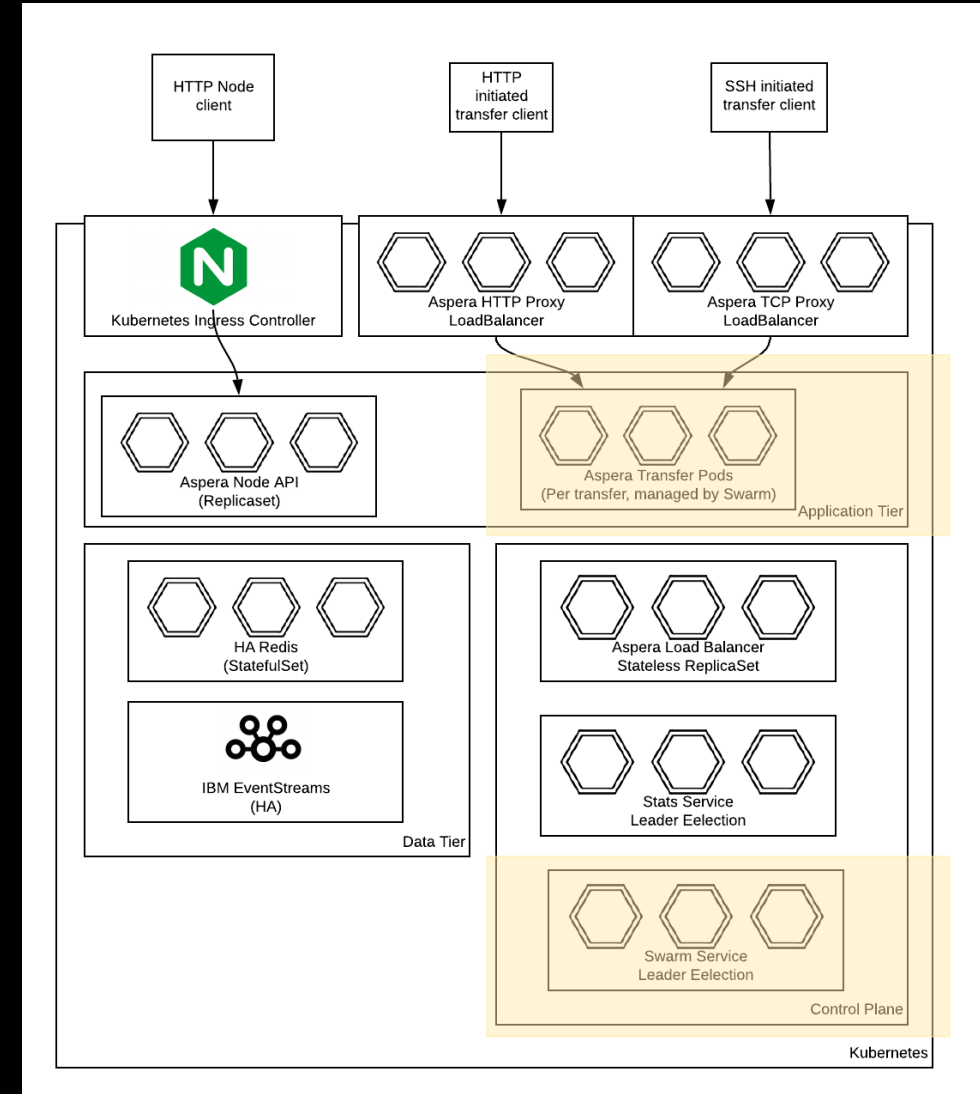 HTTP Node
client
HTTP
initiated
transfer client
SSH initiated
transfer client
N
Kubernetes Ingress Controller
Aspera HTTP Proxy
LoadBalancer
Aspera TCP Proxy
LoadBalancer
Aspera Node API
(Replicaset)
Aspera Transfer Pods
(Per transfer, managed by Swarm)
Application Tier
HA Redis
(StatefulSet)
IBM EventStreams
(HA)
Data Tier
Aspera Load Balancer
Stateless ReplicaSet
Stats Service
Leader Eelection
Swarm Service
Leader Eelection
Control Plane
Kubernetes